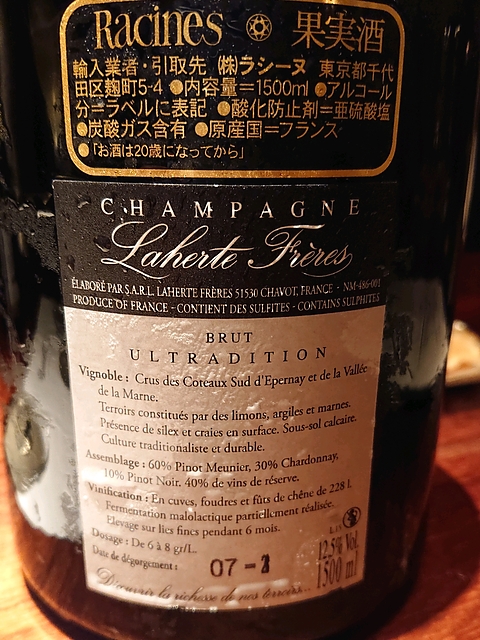 Racines 果実酒
輸入業者・引取先 ㈱ラシーヌ 東京都千代
田区麹町5-4 ●内容量=1500ml ●アルコール
分=ラベルに表記 ●酸化防止剤=亜硫酸塩
●炭酸ガス含有 ●原産国=フランス
●「お酒は20歳になってから」
CHAMPAGNE
Laherte Frères
ÉLABORÉ PAR S.A.R.L. LAHERTE FRÈRES 51530 CHAVOT, FRANCE - NM-486-001
PRODUCE OF FRANCE - CONTIENT DES SULFITES - CONTAINS SULPHITES
BRUT
ULTRADITION
Vignoble : Crus des Coteaux Sud d'Epernay et de la Vallée
de la Marne.
Terroirs constitués par des limons, argiles et marnes.
Présence de silex et craies en surface. Sous-sol calcaire.
Culture traditionaliste et durable.
Assemblage : 60% Pinot Meunier, 30% Chardonnay,
10% Pinot Noir. 40% de vins de réserve.
Vinification : En cuves, foudres et fûts de chêne de 228 l.
Fermentation malolactique partiellement réalisée.
Elevage sur lies fines pendant 6 mois.
Dosage : De 6 à 8 gr/L.
Date de dégorgement : 07 -
12,5% Vol.
1500 ml
Découvrir la richesse de nos terroirs...